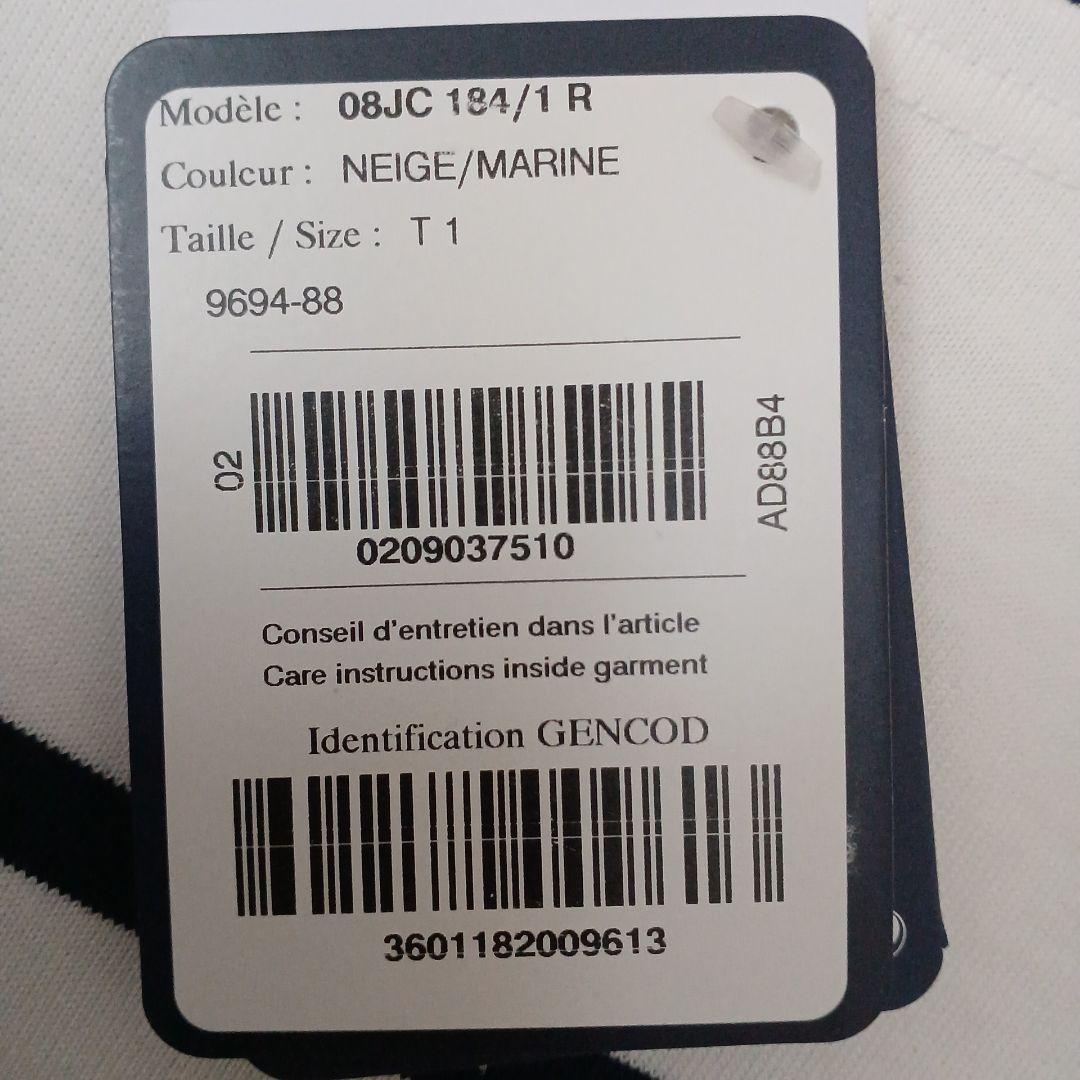 Modèle : 08JC 184/1 R
Couleur : NEIGE/MARINE
Taille / Size : T 1
9694-88
02
AD88B4
0209037510
Conseil d'entretien dans l'article
Care instructions inside garment
Identification GENCOD
3601182009613